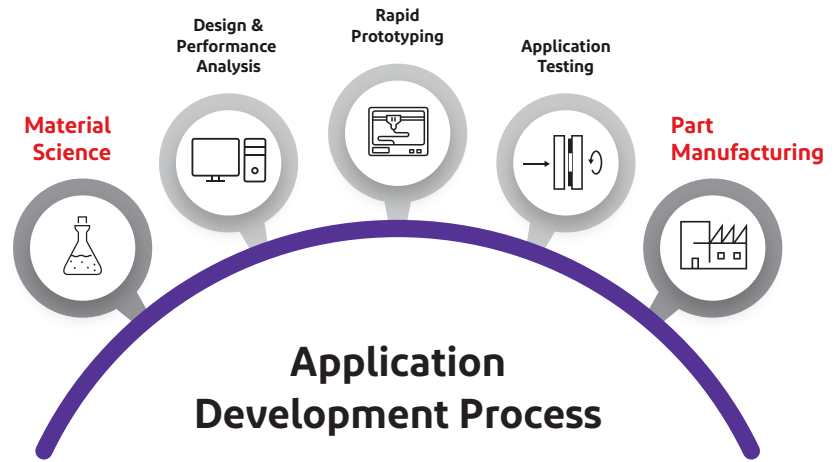 Material
Science
Design &
Performance
Analysis
Rapid
Prototyping
Application
Testing
Part
Manufacturing
Application
Development Process